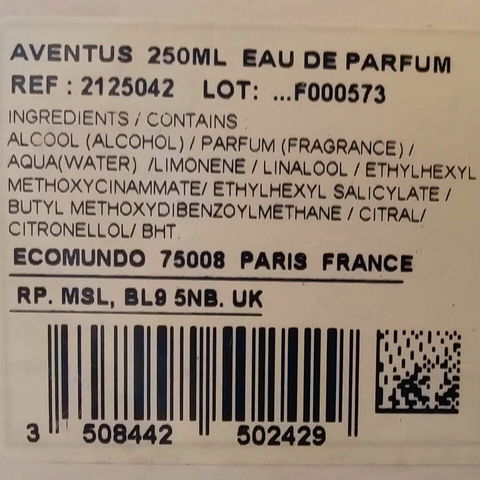 AVENTUS 250ML EAU DE PARFUM
REF : 2125042 LOT: ...F000573
INGREDIENTS / CONTAINS :
ALCOOL (ALCOHOL) / PARFUM (FRAGRANCE) /
AQUA(WATER) /LIMONENE / LINALOOL / ETHYLHEXYL
METHOXYCINAMMATE/ ETHYLHEXYL SALICYLATE /
BUTYL METHOXYDIBENZOYLMETHANE / CITRAL/
CITRONELLOL/ BHT.
ECOMUNDO 75008 PARIS FRANCE
RP. MSL, BL9 5NB. UK
3 508442 502429